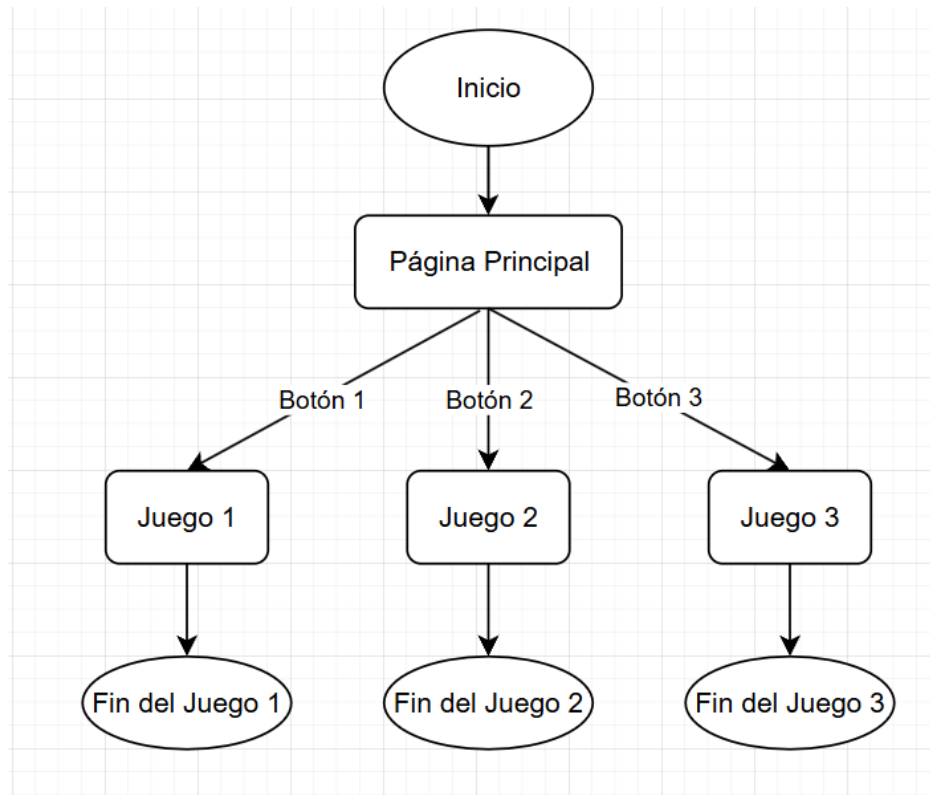 Inicio
Página Principal
Botón 1
Botón 2
Botón 3
Juego 1
Juego 2
Juego 3
Fin del Juego 1
Fin del Juego 2
Fin del Juego 3